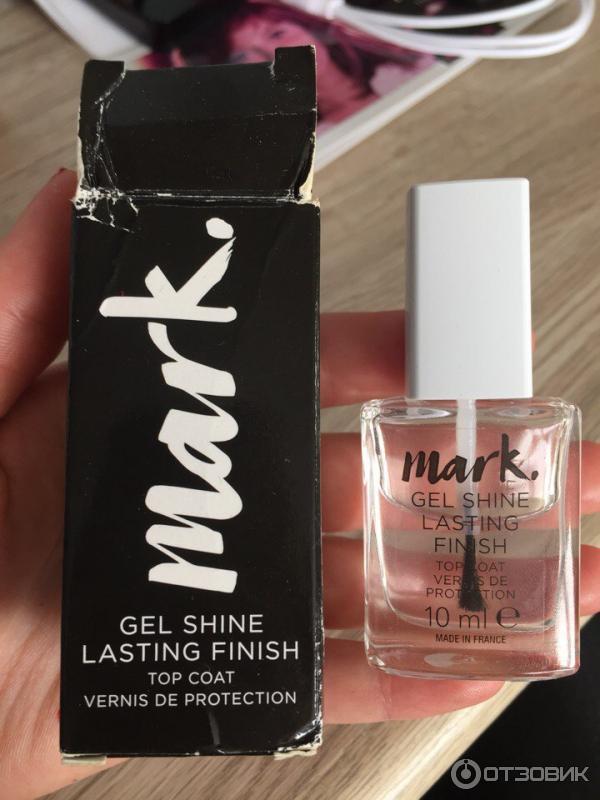 mark.
GEL SHINE
LASTING FINISH
TOP COAT
VERNIS DE PROTECTION
mark.
GEL SHINE
LASTING
FINISH
TOP COAT
VERNIS DE
PROTECTION
10 ml e
MADE IN FRANCE
ОТЗОВИК